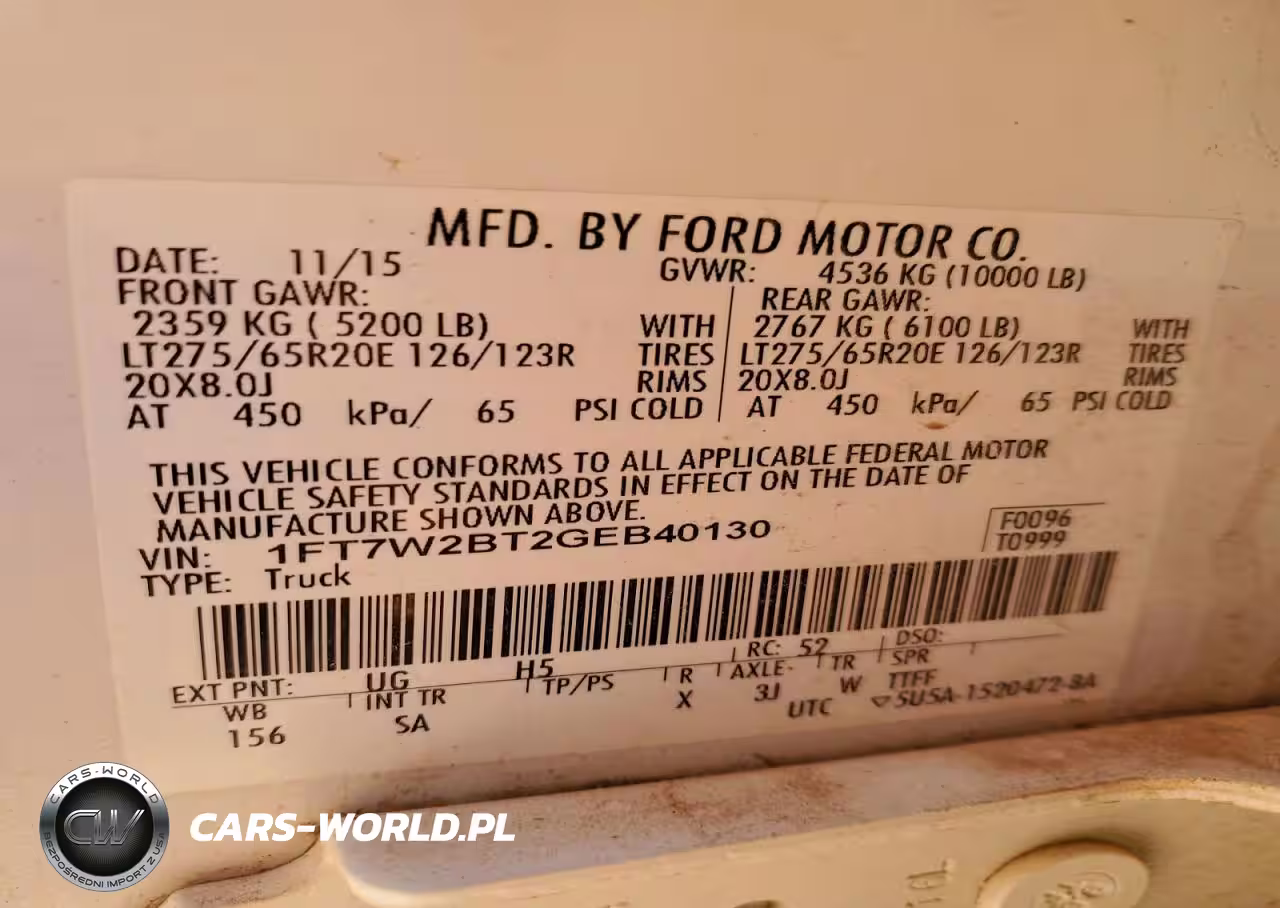 MFD. BY FORD MOTOR CO.
DATE: 11/15 GVWR: 4536 KG (10000 LB)
FRONT GAWR: REAR GAWR:
2359 KG ( 5200 LB) WITH 2767 KG ( 6100 LB) WITH
LT275/65R20E 126/123R TIRES LT275/65R20E 126/123R TIRES
20X8.0J RIMS 20X8.0J RIMS
AT 450 kPa/ 65 PSI COLD AT 450 kPa/ 65 PSI COLD
THIS VEHICLE CONFORMS TO ALL APPLICABLE FEDERAL MOTOR
VEHICLE SAFETY STANDARDS IN EFFECT ON THE DATE OF
MANUFACTURE SHOWN ABOVE.
VIN: 1FT7W2BT2GEB40130
F0096
T0999
TYPE: Truck
RC: 52 DSO:
EXT PNT: UG H5
WB INT TR TP/PS R AXLE TR SPR
156 SA X 3J W TTFF
UTC ▽SU5A-1520472-BA
CARS-WORLD
CW
BEZPOŚREDNI IMPORT Z USA
CARS-WORLD.PL